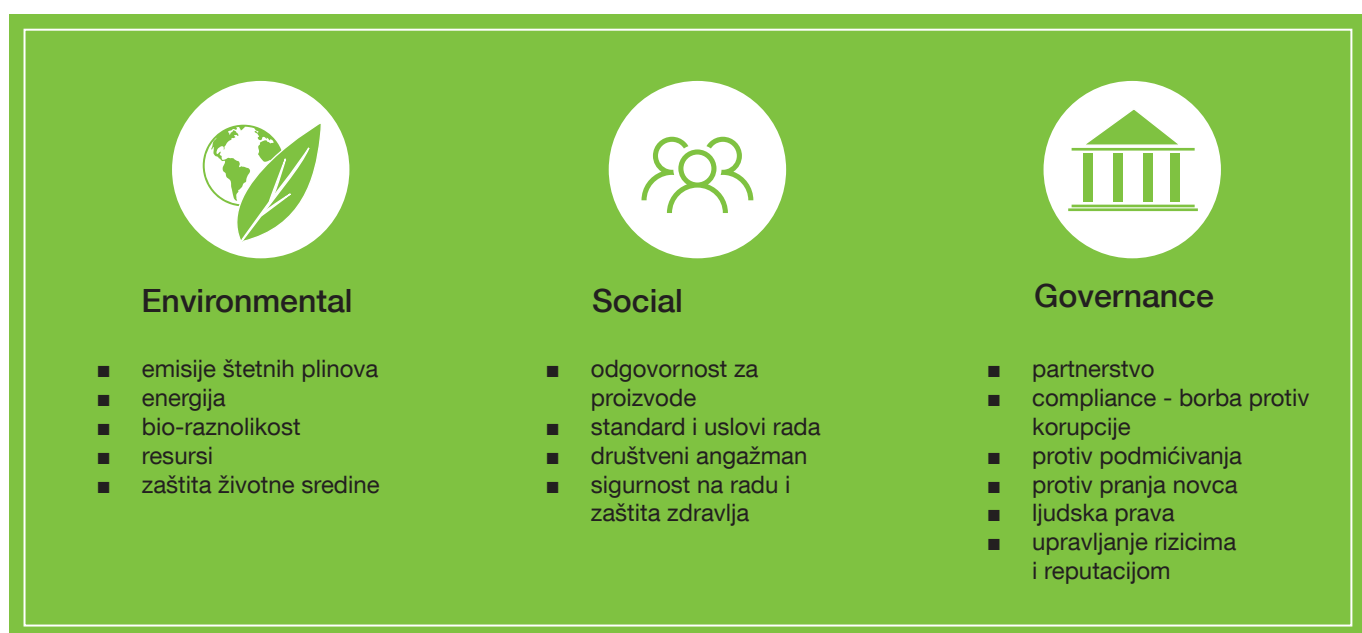 Environmental
■ emisije štetnih plinova
■ energija
■ bio-raznolikost
■ resursi
■ zaštita životne sredine
Social
■ odgovornost za
proizvode
■ standard i uslovi rada
■ društveni angažman
■ sigurnost na radu i
zaštita zdravlja
Governance
■ partnerstvo
■ compliance - borba protiv
korupcije
■ protiv podmićivanja
■ protiv pranja novca
■ ljudska prava
■ upravljanje rizicima
i reputacijom